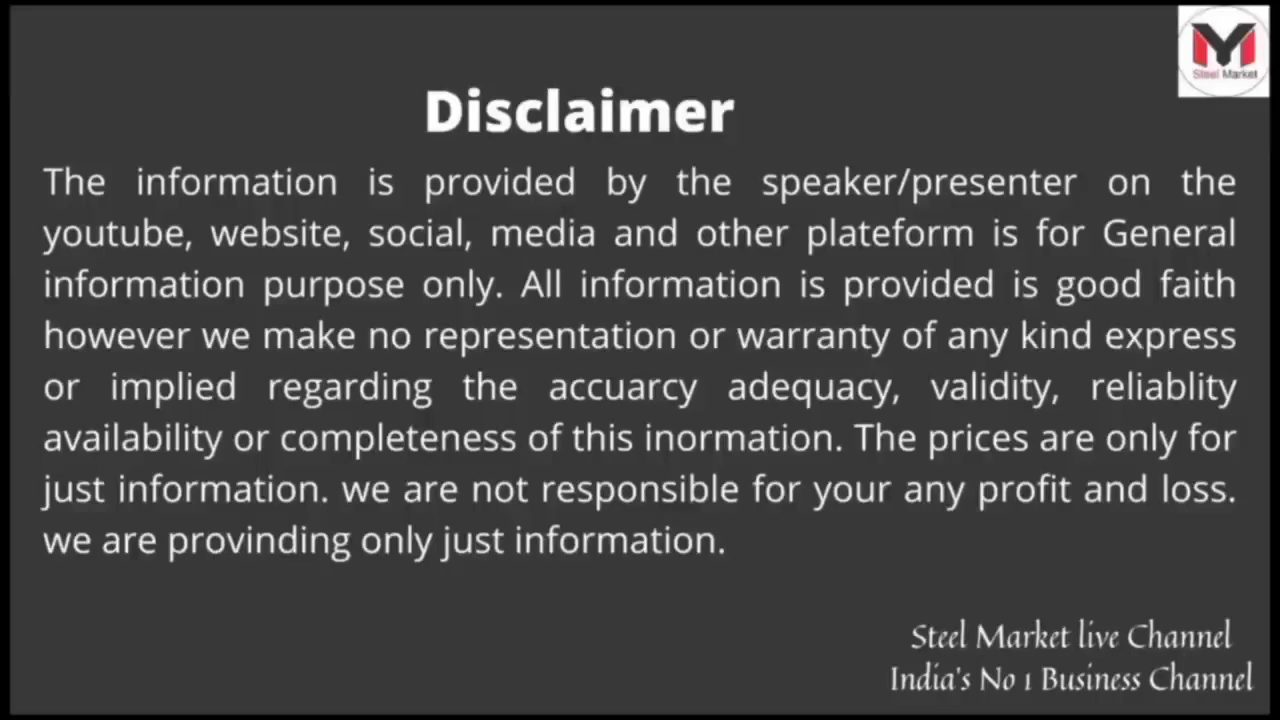 Steel Market
Disclaimer
The information is provided by the speaker/presenter on the
youtube, website, social, media and other plateform is for General
information purpose only. All information is provided is good faith
however we make no representation or warranty of any kind express
or implied regarding the accuarcy adequacy, validity, reliablity
availability or completeness of this inormation. The prices are only for
just information. we are not responsible for your any profit and loss.
we are provinding only just information.
Steel Market live Channel
India's No 1 Business Channel